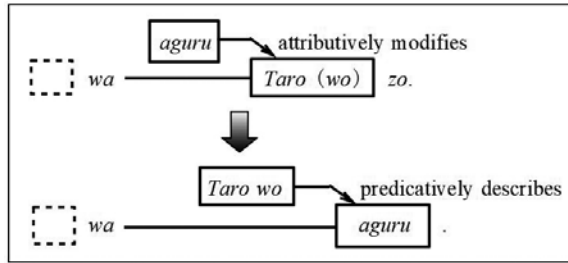 aguru attributively modifies
wa Taro (wo) zo.
Taro wo predicatively describes
wa aguru .